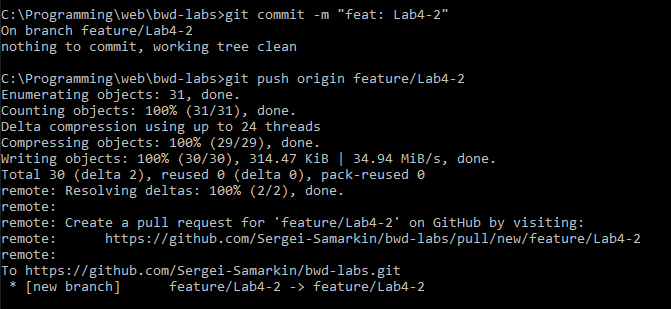 C:\Programming\web\bwd-labs>git commit -m "feat: Lab4-2"
On branch feature/Lab4-2
nothing to commit, working tree clean
C:\Programming\web\bwd-labs>git push origin feature/Lab4-2
Enumerating objects: 31, done.
Counting objects: 100% (31/31), done.
Delta compression using up to 24 threads
Compressing objects: 100% (29/29), done.
Writing objects: 100% (30/30), 314.47 KiB | 34.94 MiB/s, done.
Total 30 (delta 2), reused 0 (delta 0), pack-reused 0
remote: Resolving deltas: 100% (2/2), done.
remote:
remote: Create a pull request for 'feature/Lab4-2' on GitHub by visiting:
remote:      https://github.com/Sergei-Samarkin/bwd-labs/pull/new/feature/Lab4-2
remote:
To https://github.com/Sergei-Samarkin/bwd-labs.git
 * [new branch]      feature/Lab4-2 -> feature/Lab4-2